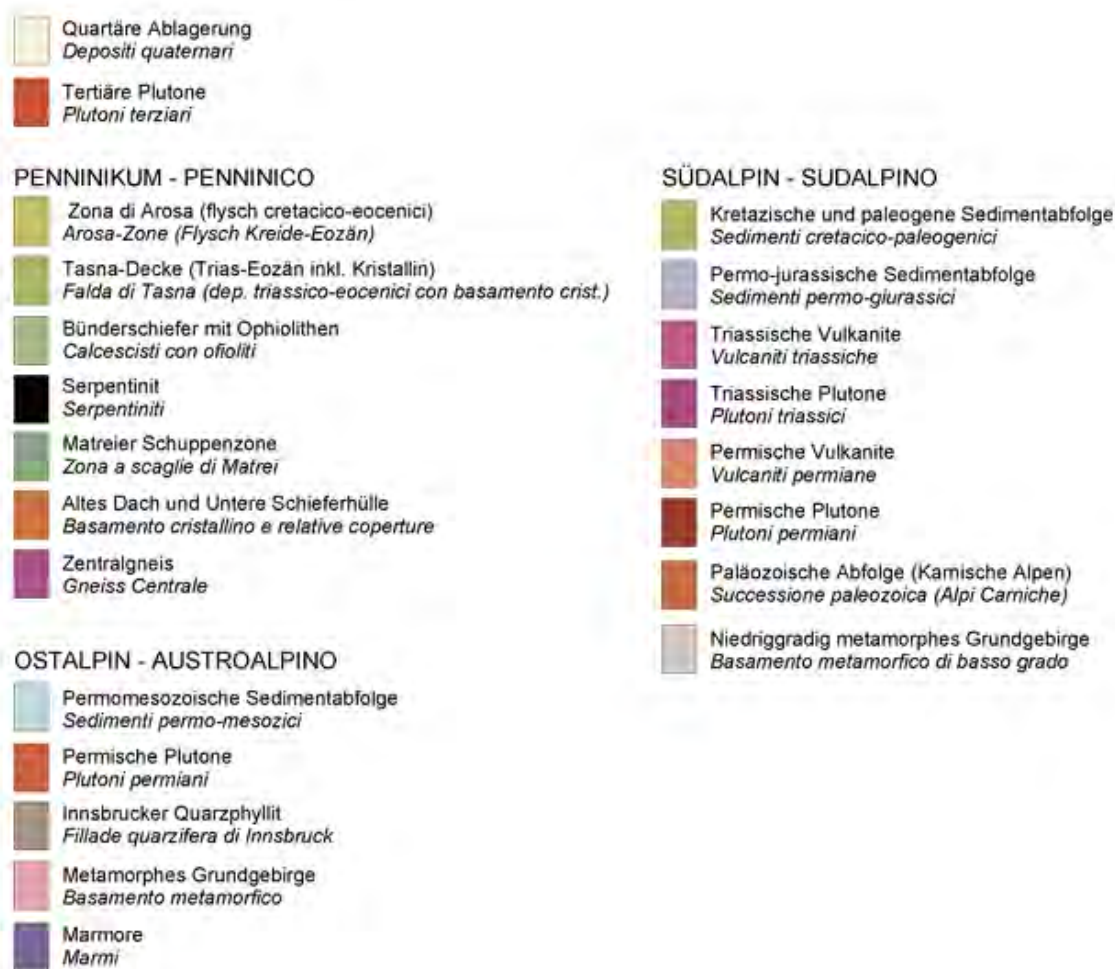 Quartäre Ablagerung
Depositi quaternari
Tertiäre Plutone
Plutoni terziari
PENNINIKUM - PENNINICO
Zona di Arosa (flysch cretacico-eocenici)
Arosa-Zone (Flysch Kreide-Eozän)
Tasna-Decke (Trias-Eozän inkl. Kristallin)
Falda di Tasna (dep. triassico-eocenici con basamento crist.)
Bünderschiefer mit Ophiolithen
Calcescisti con ofioliti
Serpentinit
Serpentiniti
Matreier Schuppenzone
Zona a scaglie di Matrei
Altes Dach und Untere Schieferhülle
Basamento cristallino e relative coperture
Zentralgneis
Gneiss Centrale
OSTALPIN - AUSTROALPINO
Permomesozoische Sedimentabfolge
Sedimenti permo-mesozici
Permische Plutone
Plutoni permiani
Innsbrucker Quarzphyllit
Fillade quarzifera di Innsbruck
Metamorphes Grundgebirge
Basamento metamorfico
Marmore
Marmi
SÜDALPIN - SUDALPINO
Kretazische und paleogene Sedimentabfolge
Sedimenti cretacico-paleogenici
Permo-jurassische Sedimentabfolge
Sedimenti permo-giurassici
Triassische Vulkanite
Vulcaniti triassiche
Triassische Plutone
Plutoni triassici
Permische Vulkanite
Vulcaniti permiane
Permische Plutone
Plutoni permiani
Paläozoische Abfolge (Karnische Alpen)
Successione paleozoica (Alpi Carniche)
Niedriggradig metamorphes Grundgebirge
Basamento metamorfico di basso grado